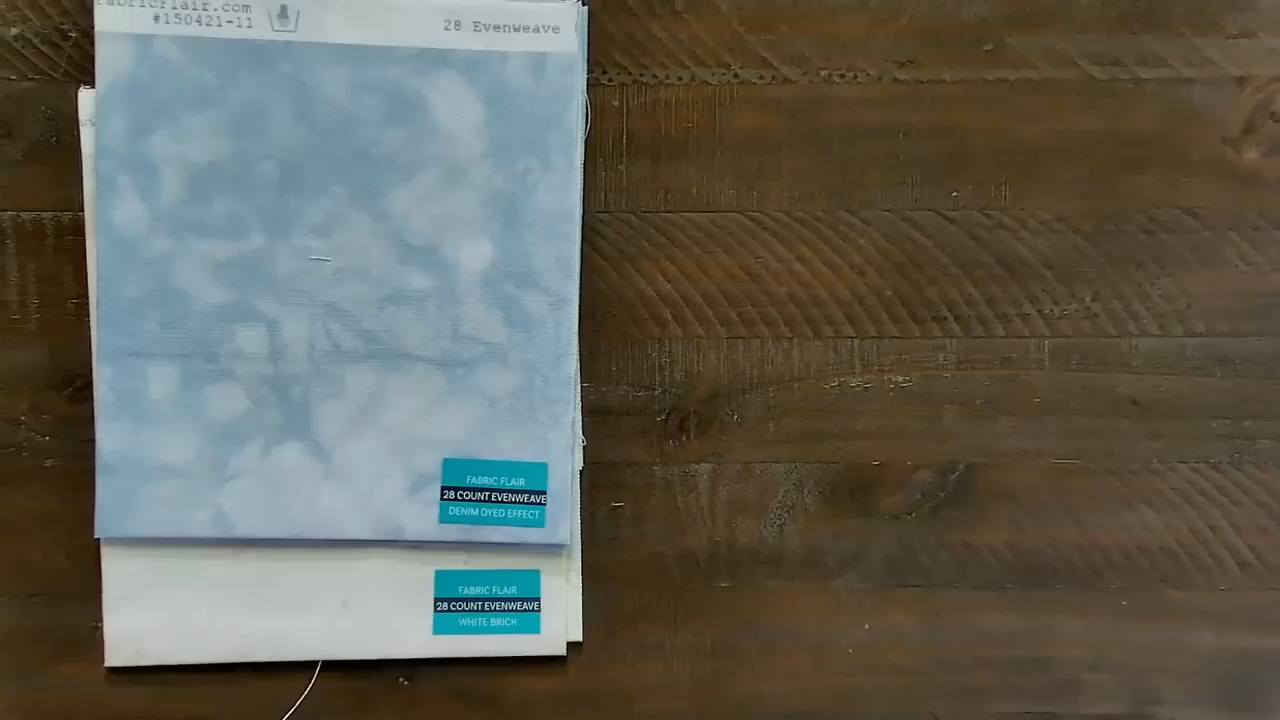 fabricflair.com
#150421-11
28 Evenweave
FABRIC FLAIR
28 COUNT EVENWEAVE
DENIM DYED EFFECT
FABRIC FLAIR
28 COUNT EVENWEAVE
WHITE BRICK